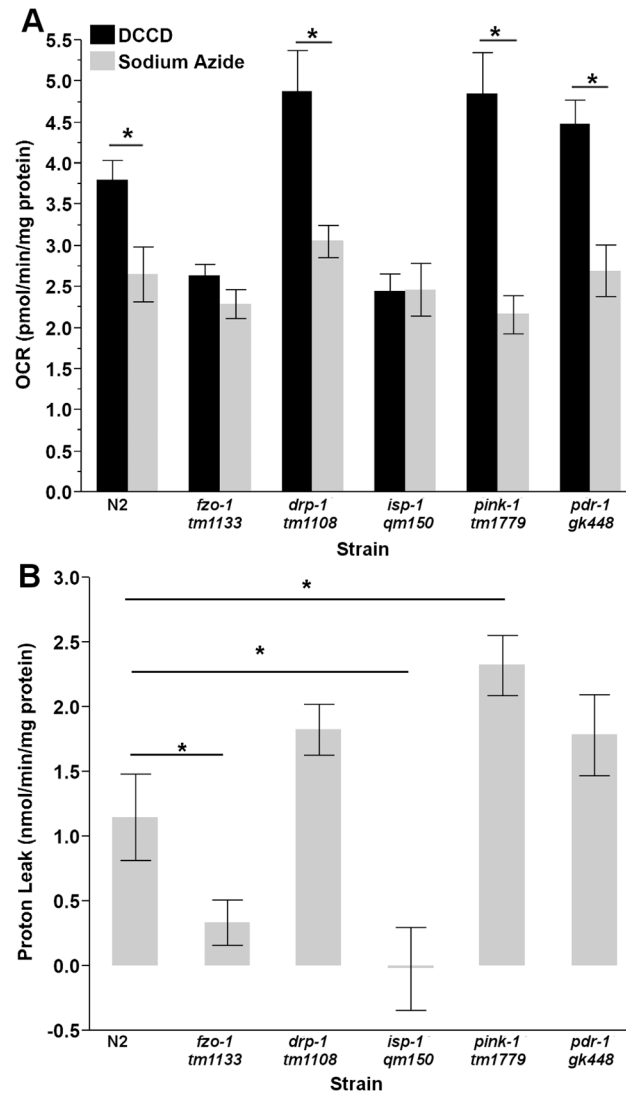 A
DCCD
Sodium Azide
OCR (pmol/min/mg protein)
5.5
5.0
4.5
4.0
3.5
3.0
2.5
2.0
1.5
1.0
0.5
0.0
*
*
*
*
N2 fzo-1 drp-1 isp-1 pink-1 pdr-1
tm1133 tm1108 qm150 tm1779 gk448
Strain
B
Proton Leak (nmol/min/mg protein)
3.0
2.5
2.0
1.5
1.0
0.5
0.0
-0.5
*
*
*
N2 fzo-1 drp-1 isp-1 pink-1 pdr-1
tm1133 tm1108 qm150 tm1779 gk448
Strain